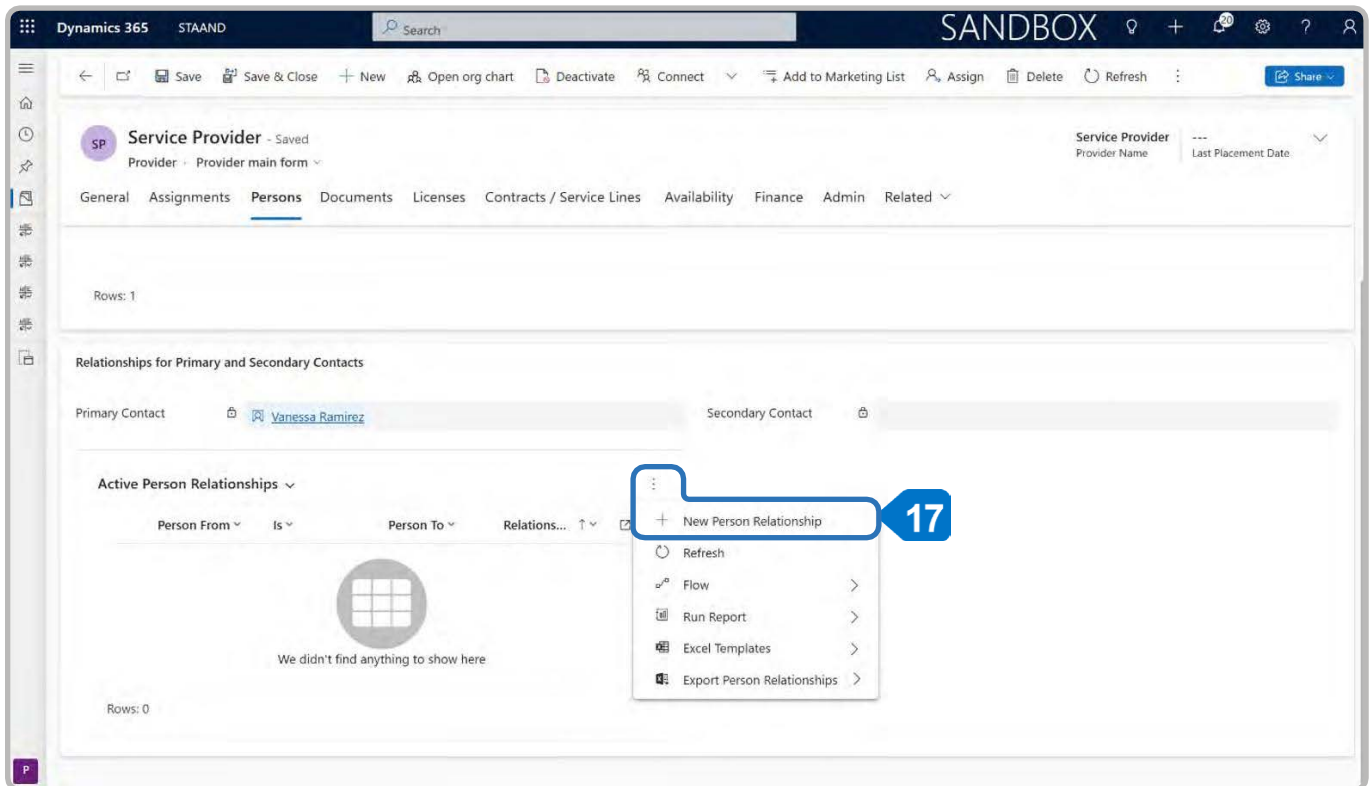 Dynamics 365 STAAND Search SANDBOX 20 ?
Save Save & Close New Open org chart Deactivate Connect Add to Marketing List Assign Delete Refresh Share
SP Service Provider - Saved
Provider · Provider main form
Service Provider ---
Provider Name Last Placement Date
General Assignments Persons Documents Licenses Contracts / Service Lines Availability Finance Admin Related
Rows: 1
Relationships for Primary and Secondary Contacts
Primary Contact Vanessa Ramirez Secondary Contact
Active Person Relationships
Person From Is Person To Relations...
New Person Relationship 17
Refresh
Flow
Run Report
Excel Templates
Export Person Relationships
We didn't find anything to show here
Rows: 0
P